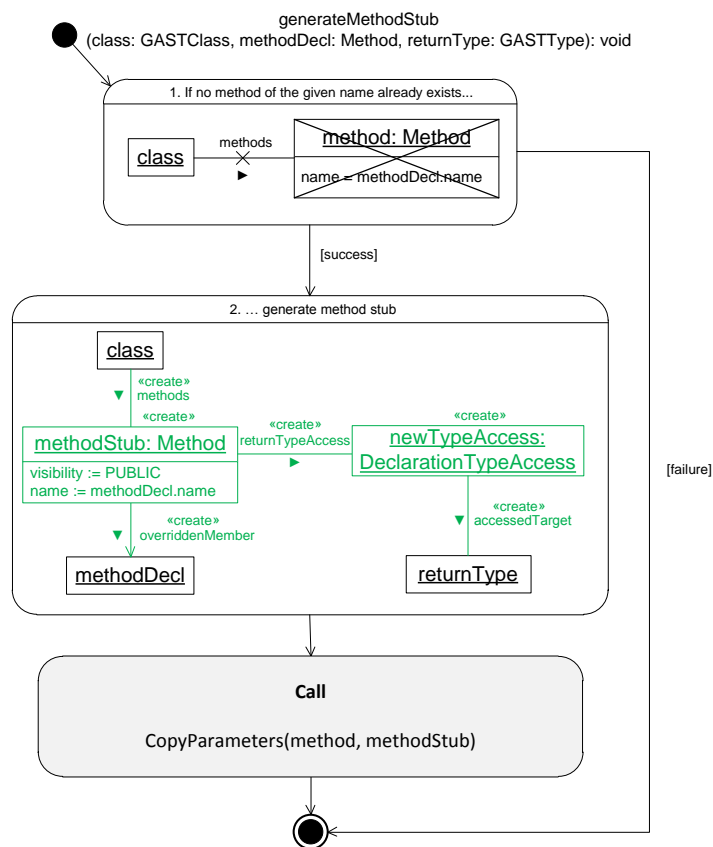 generateMethodStub
(class: GASTClass, methodDecl: Method, returnType: GASTType): void
1. If no method of the given name already exists...
methods
class
method: Method
name = methodDecl.name
[success]
2. … generate method stub
class
«create»
methods
«create»
methodStub: Method
visibility := PUBLIC
name := methodDecl.name
«create»
returnTypeAccess
«create»
newTypeAccess:
DeclarationTypeAccess
[failure]
«create»
overriddenMember
«create»
accessedTarget
methodDecl
returnType
Call
CopyParameters(method, methodStub)